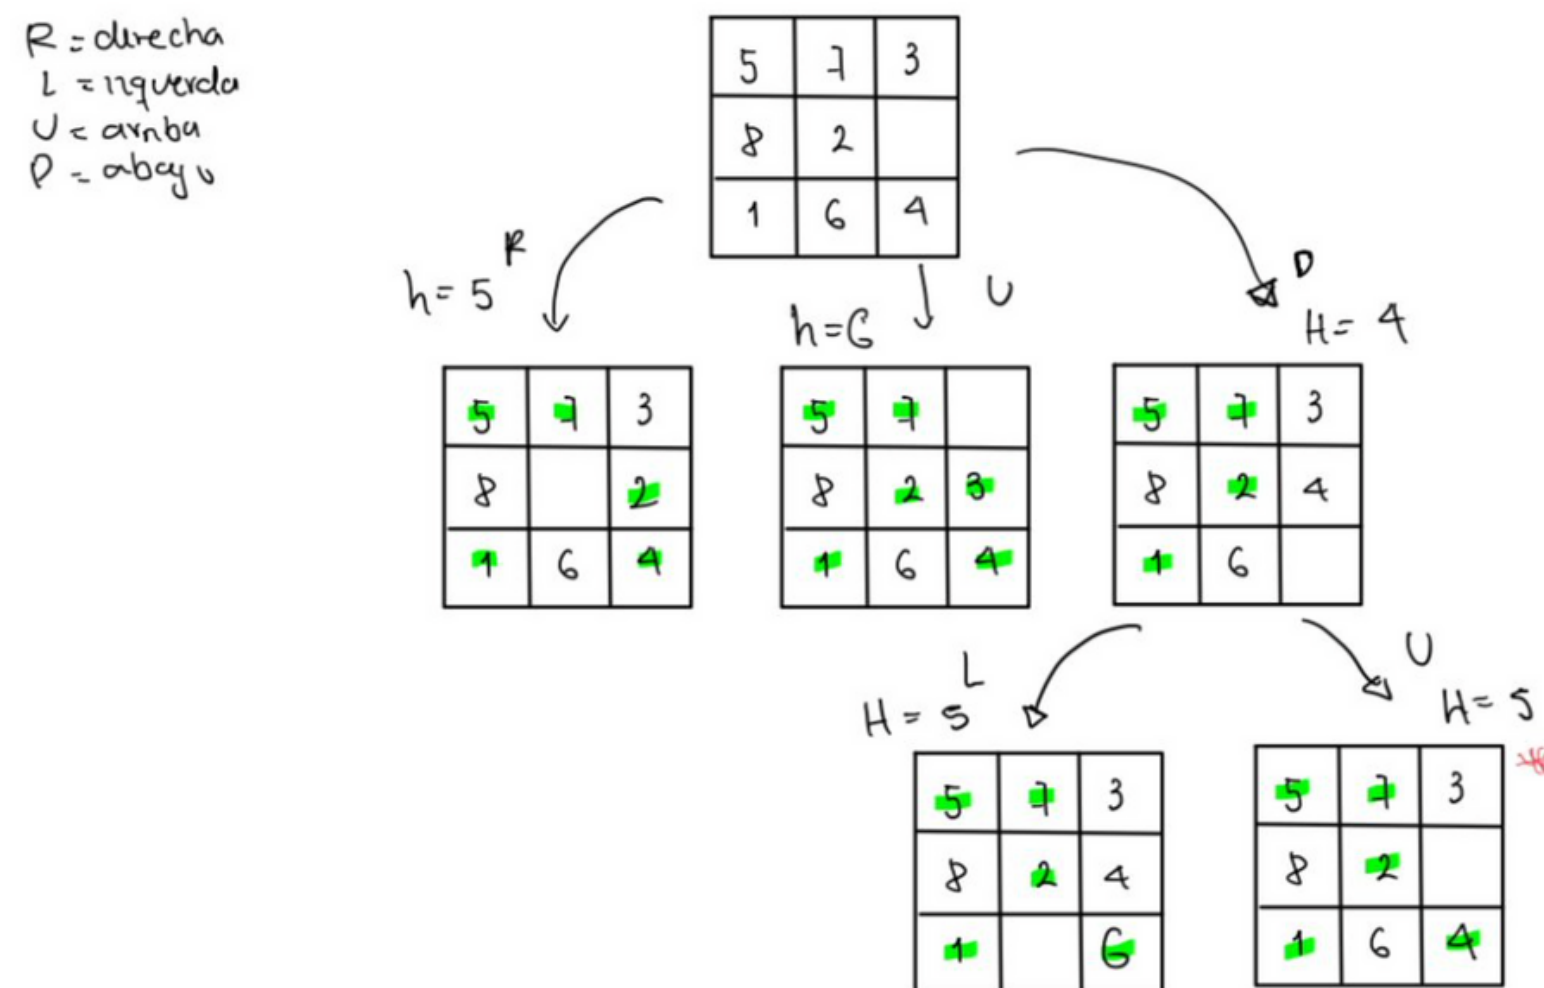 R = derecha
L = izquerda
U = arriba
D = abajo
5 7 3
8 2
1 6 4
R
h = 5
U
h = 6
D
H = 4
5 7 3
8 2
1 6 4
5 7
8 2 3
1 6 4
5 7 3
8 2 4
1 6
L
H = 5
U
H = 5
5 7 3
8 2 4
1 6
5 7 3
8 2
1 6 4